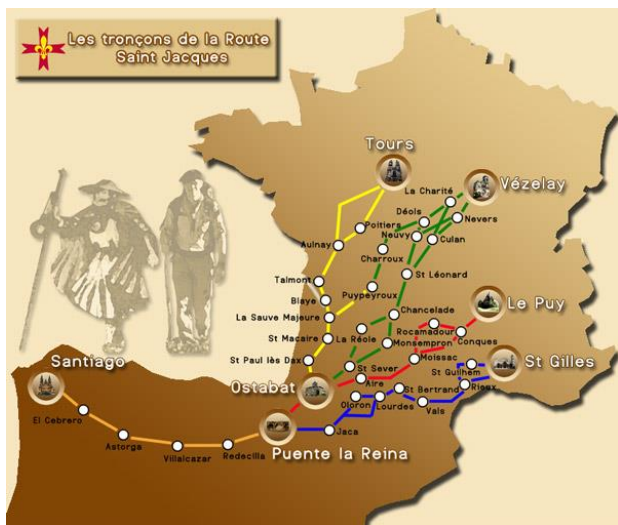 Les tronçons de la Route
Saint Jacques
Tours
Vézelay
La Charité
Déols
Poitiers
Nevers
Neuvy
Culan
Aulnay
Charroux
St Léonard
Talmont
Puypeyroux
Blaye
Le Puy
La Sauve Majeure
Chancelade
Rocamadour
St Macaire
La Réole
Monsempron
Conques
Santiago
St Paul lès Dax
Moissac
St Gilles
St Sever
St Guilhem
Ostabat
Aire
St Bertrand
Rieux
Oloron
Lourdes
Vals
El Cebrero
Jaca
Astorga
Villalcazar
Redecilla
Puente la Reina